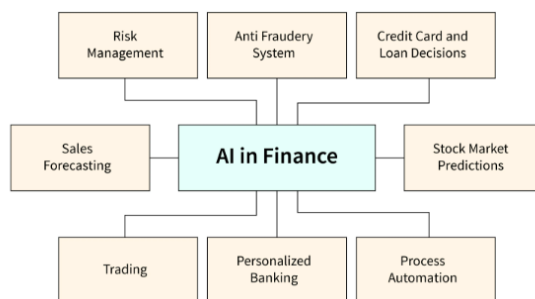 Risk
Management
Anti Fraudery
System
Credit Card and
Loan Decisions
Sales
Forecasting
AI in Finance
Stock Market
Predictions
Trading
Personalized
Banking
Process
Automation